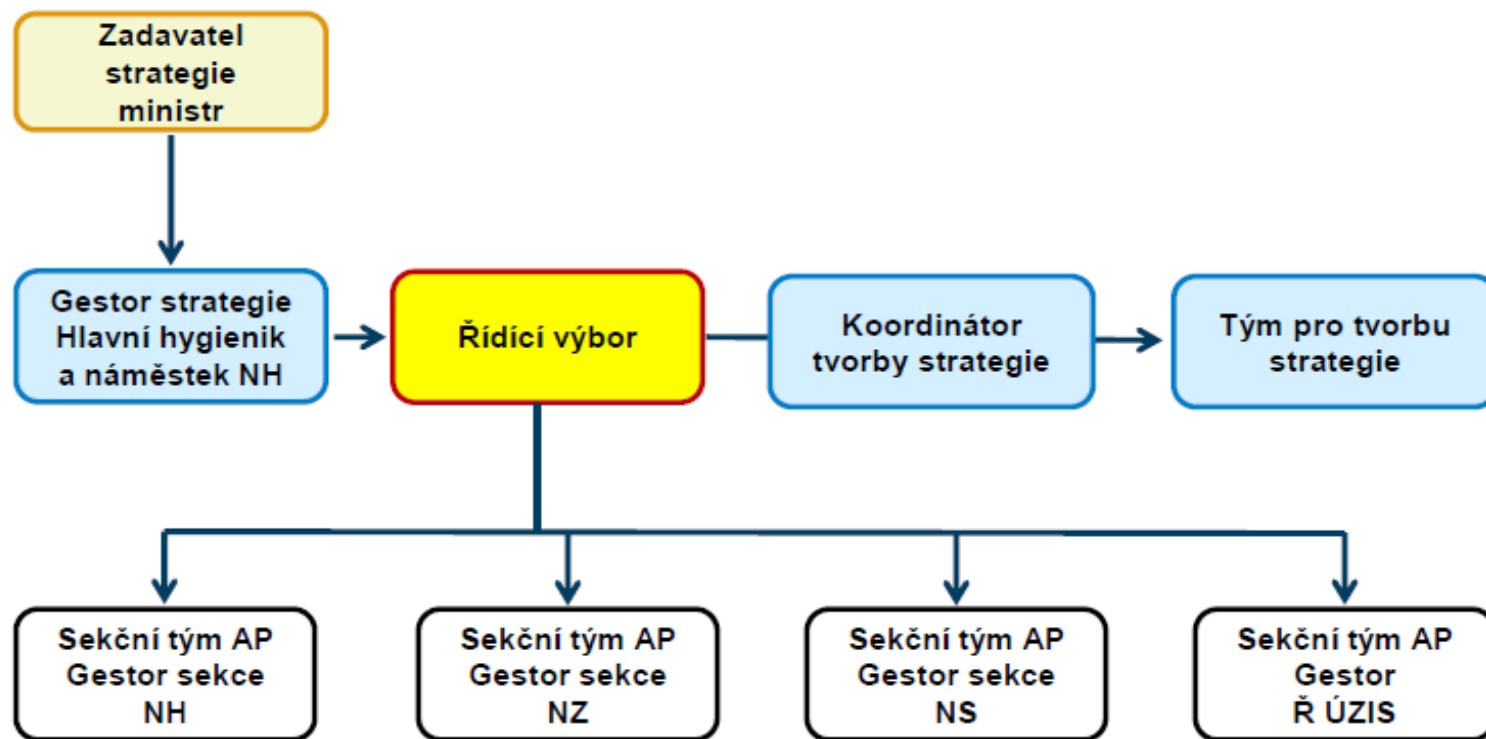 Zadavatel
strategie
ministr
Gestor strategie
Hlavní hygienik
a náměstek NH
Řídící výbor
Koordinátor
tvorby strategie
Tým pro tvorbu
strategie
Sekční tým AP
Gestor sekce
NH
Sekční tým AP
Gestor sekce
NZ
Sekční tým AP
Gestor sekce
NS
Sekční tým AP
Gestor
Ř ÚZIS